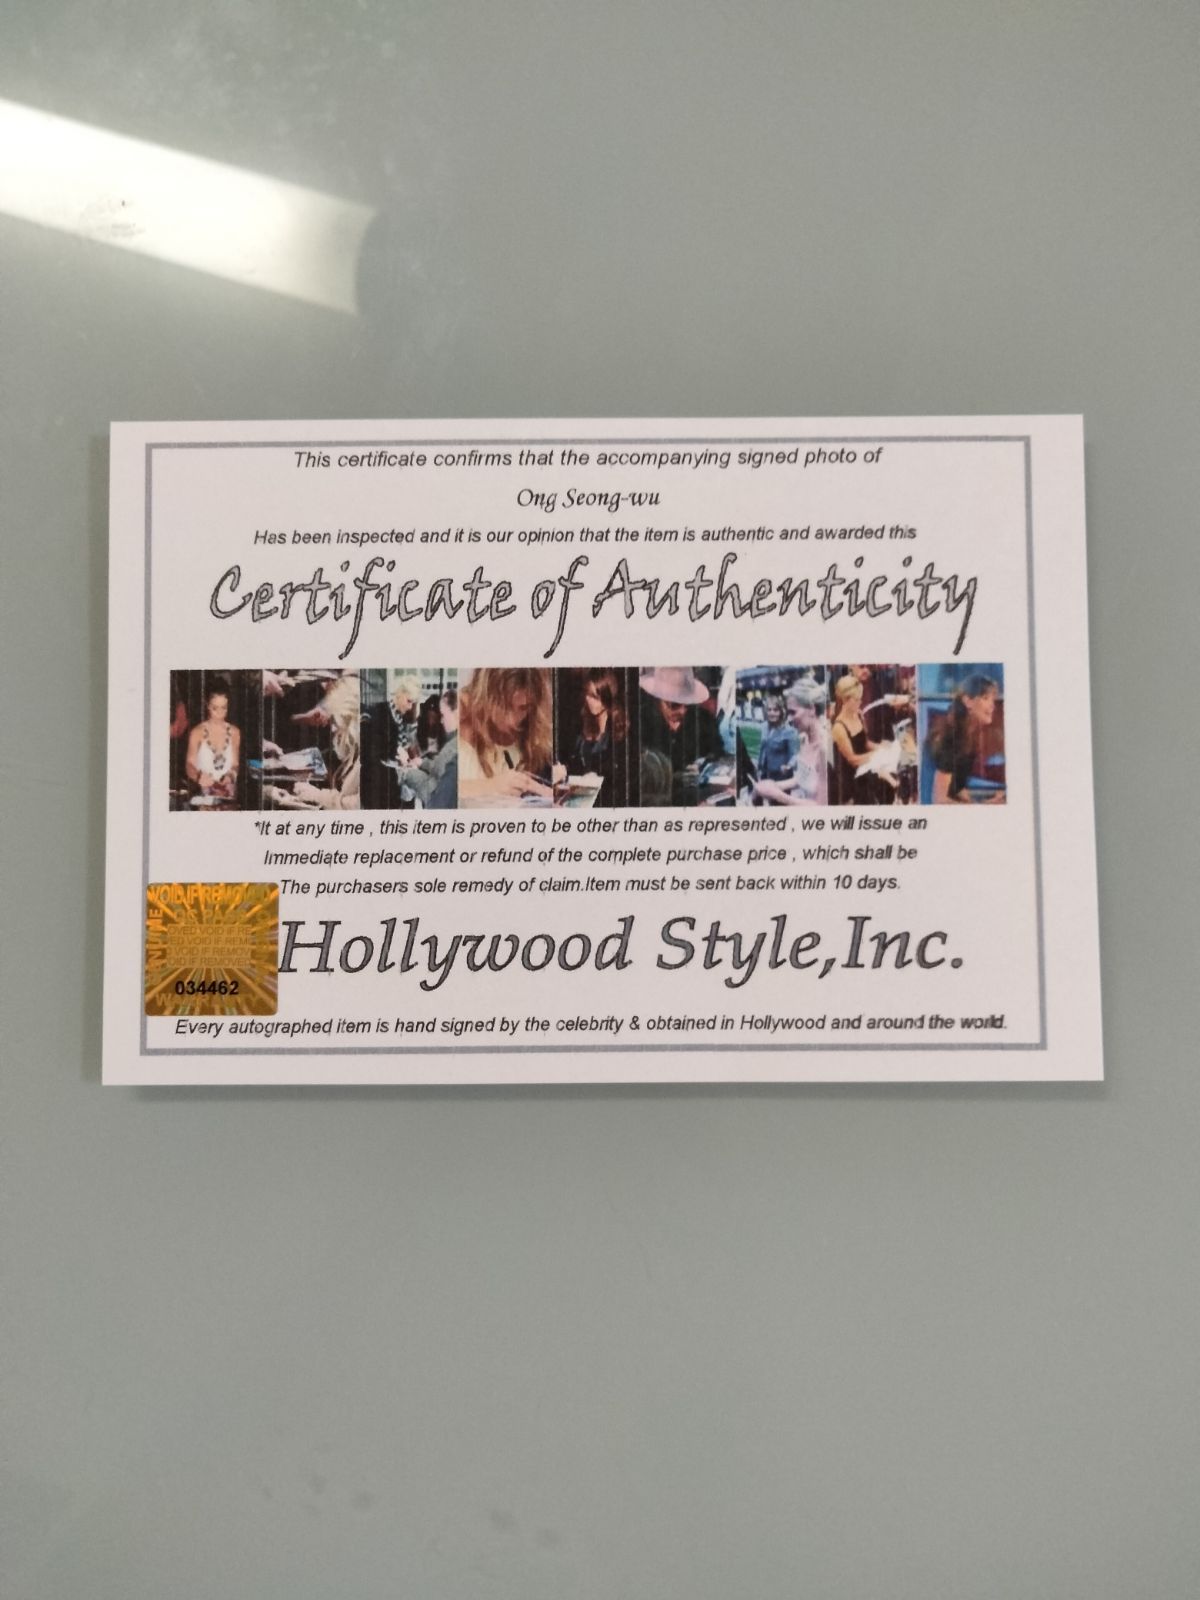 This certificate confirms that the accompanying signed photo of
Ong Seong-wu
Has been inspected and it is our opinion that the item is authentic and awarded this
Certificate of Authenticity
*It at any time , this item is proven to be other than as represented , we will issue an
Immediate replacement or refund of the complete purchase price , which shall be
The purchasers sole remedy of claim.Item must be sent back within 10 days.
VOID IF REMOVED
034462
WARRANTY
Hollywood Style,Inc.
Every autographed item is hand signed by the celebrity & obtained in Hollywood and around the world.